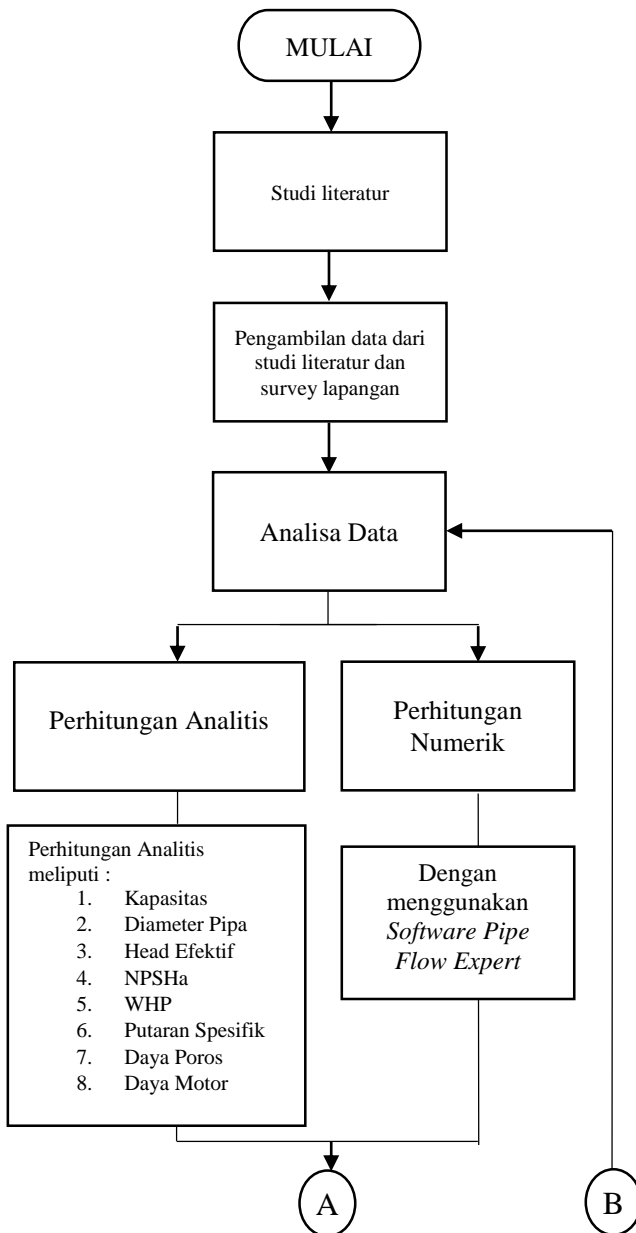 MULAI
Studi literatur
Pengambilan data dari
studi literatur dan
survey lapangan
Analisa Data
Perhitungan Analitis
Perhitungan
Numerik
Perhitungan Analitis
meliputi :
1. Kapasitas
2. Diameter Pipa
3. Head Efektif
4. NPSHa
5. WHP
6. Putaran Spesifik
7. Daya Poros
8. Daya Motor
Dengan
menggunakan
Software Pipe
Flow Expert
A
B